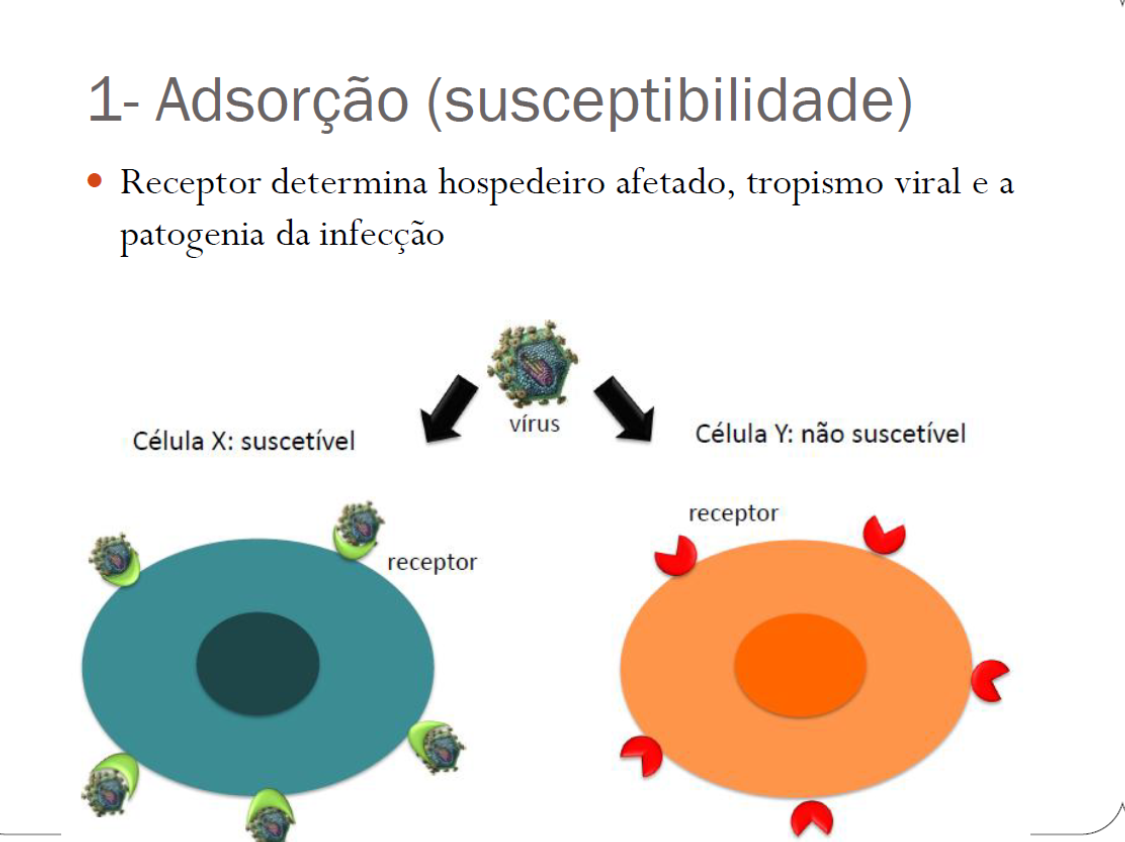 1- Adsorção (susceptibilidade)
Receptor determina hospedeiro afetado, tropismo viral e a
patogenia da infecção
vírus
Célula X: suscetível
Célula Y: não suscetível
receptor
receptor